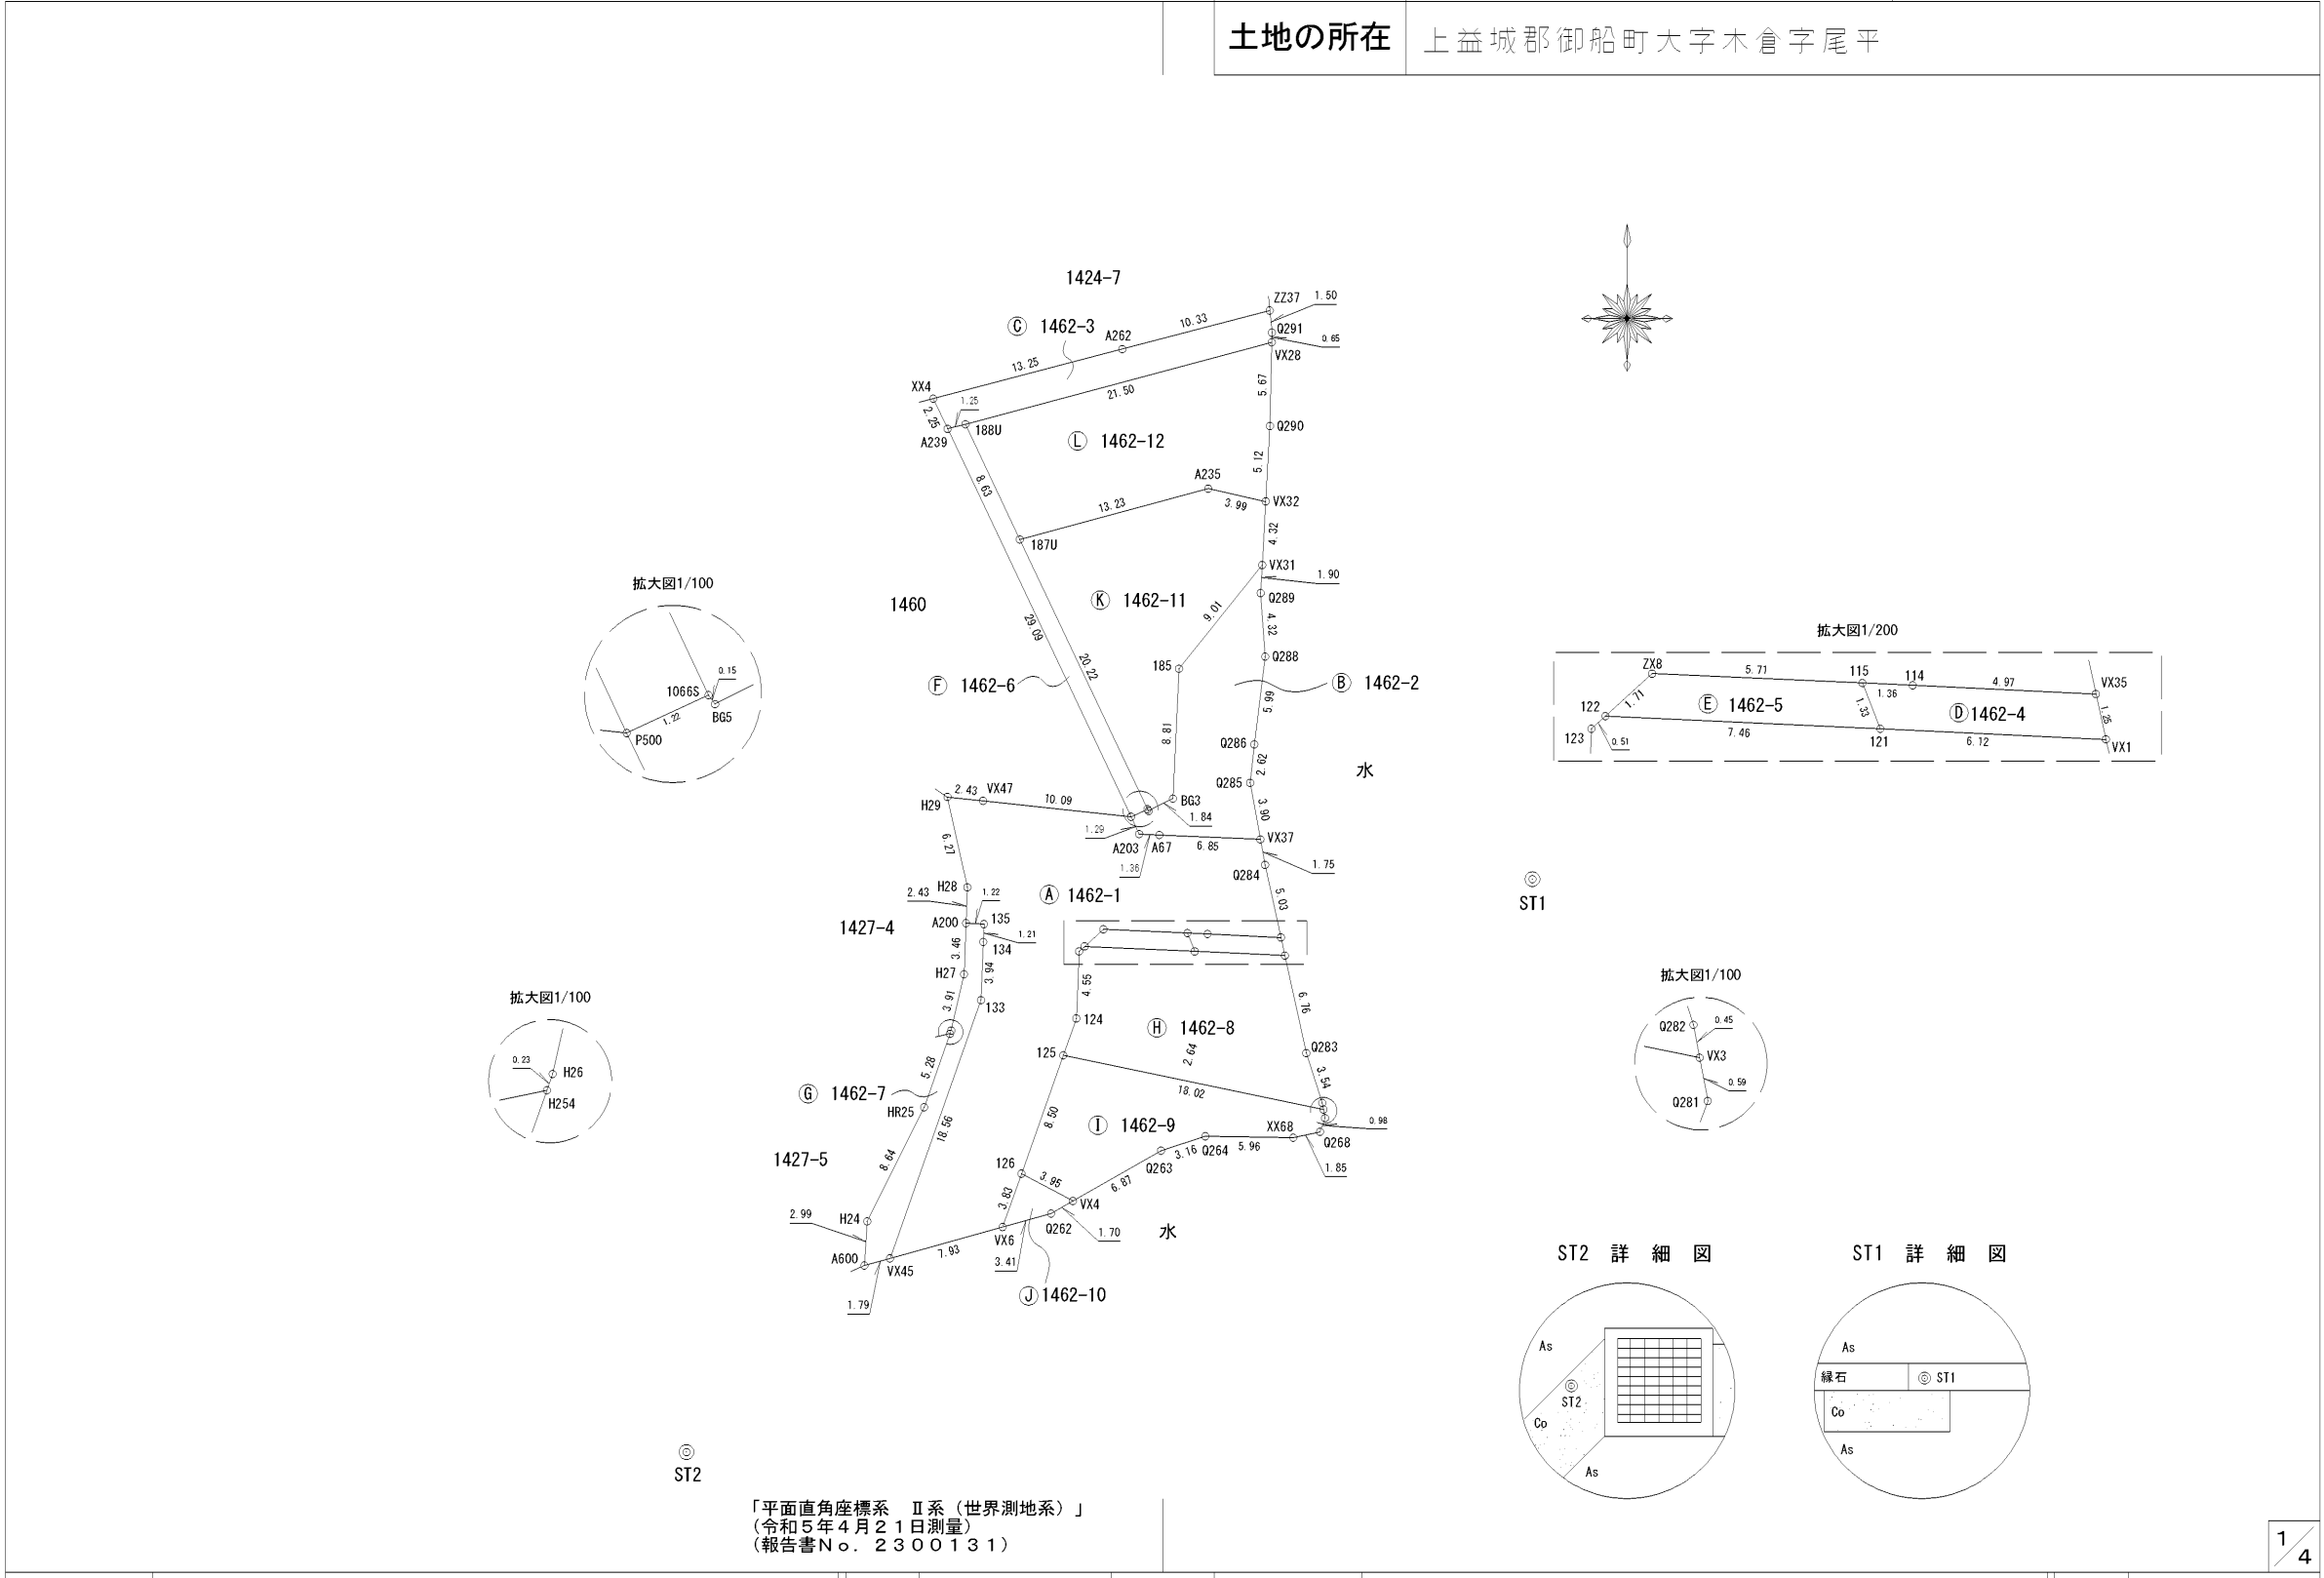 土地の所在 上益城郡御船町大字木倉字尾平
1424-7
ZZ37 1.50
Ⓒ 1462-3
A262
10.33
Q291
0.65
VX28
13.25
XX4
21.50
5.67
2.25
1.25
A239
188U
Q290
Ⓛ 1462-12
5.12
A235
8.63
13.23
3.99
VX32
4.32
187U
VX31
1.90
拡大図1/100
1066S
0.15
BG5
1.22
P500
1460
Ⓚ 1462-11
9.01
Q289
4.32
29.09
20.22
185
Q288
Ⓕ 1462-6
Ⓑ 1462-2
5.99
8.81
Q286
2.62
Q285
水
拡大図1/200
ZX8
5.71
115
114
1.36
4.97
VX35
122
1.71
Ⓔ 1462-5
1.33
Ⓓ1462-4
1.25
123
0.51
7.46
121
6.12
VX1
H29
2.43
VX47
10.09
BG3
1.84
3.90
1.29
A203
A67
6.85
VX37
1.36
1.75
6.27
Q284
ST1
H28
2.43
1.22
Ⓐ 1462-1
5.03
1427-4
A200
135
1.21
134
3.46
H27
3.94
4.55
3.91
133
124
6.76
拡大図1/100
0.23
H26
H254
Ⓗ 1462-8
125
2.64
Q283
拡大図1/100
Q282
0.45
VX3
0.59
Q281
5.28
18.02
3.54
Ⓖ 1462-7
HR25
8.50
Ⓘ 1462-9
XX68
0.98
Q268
18.56
1427-5
8.64
Q263
3.16
Q264
5.96
1.85
126
3.95
6.87
3.83
VX4
2.99
H24
Q262
1.70
水
VX6
A600
7.93
3.41
VX45
1.79
Ⓙ1462-10
ST2 詳細図
As
ST2
Co
As
ST1 詳細図
As
縁石
ST1
Co
As
ST2
「平面直角座標系 Ⅱ系（世界測地系）」
（令和５年４月２１日測量）
（報告書Ｎｏ．２３００１３１）
1/4